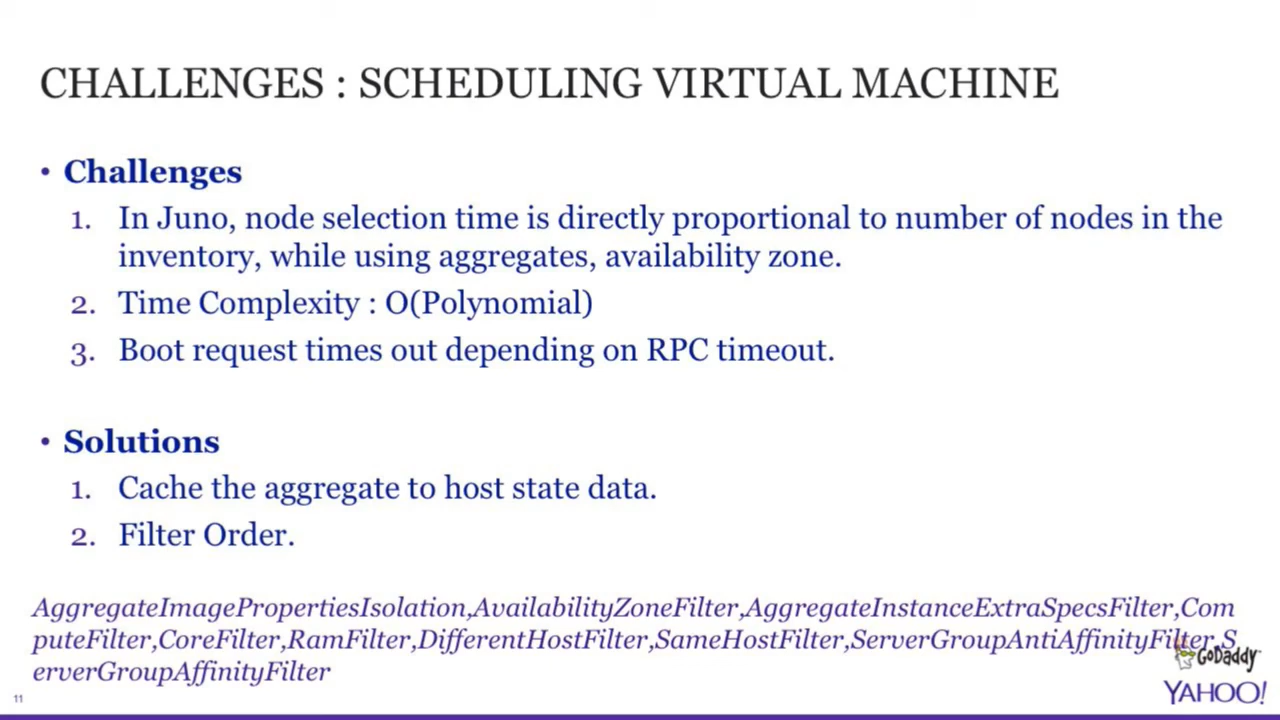 CHALLENGES : SCHEDULING VIRTUAL MACHINE
• Challenges
1. In Juno, node selection time is directly proportional to number of nodes in the
inventory, while using aggregates, availability zone.
2. Time Complexity : O(Polynomial)
3. Boot request times out depending on RPC timeout.
• Solutions
1. Cache the aggregate to host state data.
2. Filter Order.
AggregateImagePropertiesIsolation,AvailabilityZoneFilter,AggregateInstanceExtraSpecsFilter,Com
puteFilter,CoreFilter,RamFilter,DifferentHostFilter,SameHostFilter,ServerGroupAntiAffinityFilter,S
erverGroupAffinityFilter
GoDaddy
YAHOO!
11